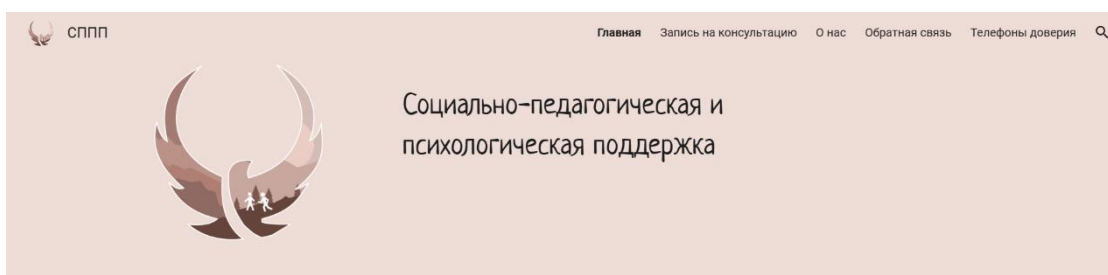 СППП
Главная Запись на консультацию О нас Обратная связь Телефоны доверия
Социально-педагогическая и
психологическая поддержка